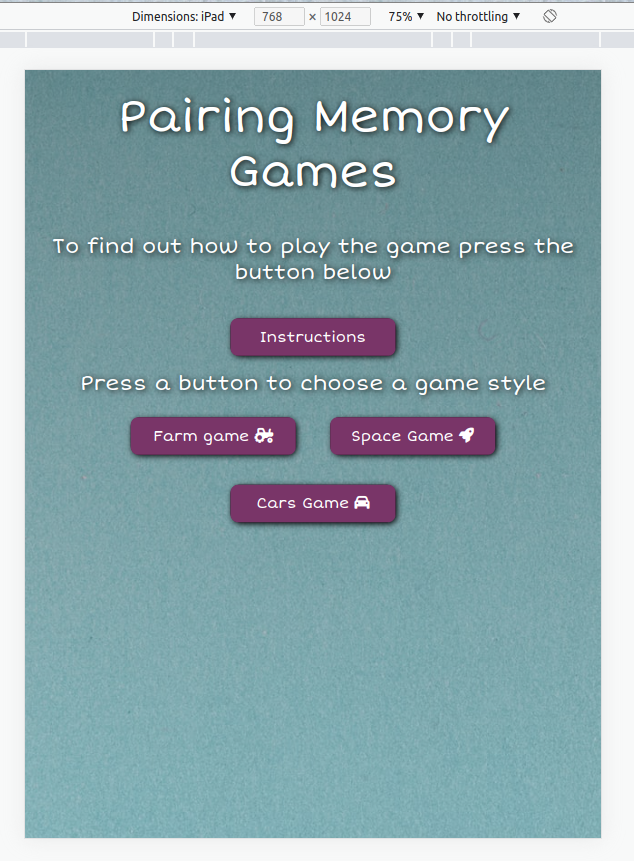 Dimensions: iPad 768 × 1024 75% No throttling
Pairing Memory
Games
To find out how to play the game press the
button below
Instructions
Press a button to choose a game style
Farm game Space Game
Cars Game